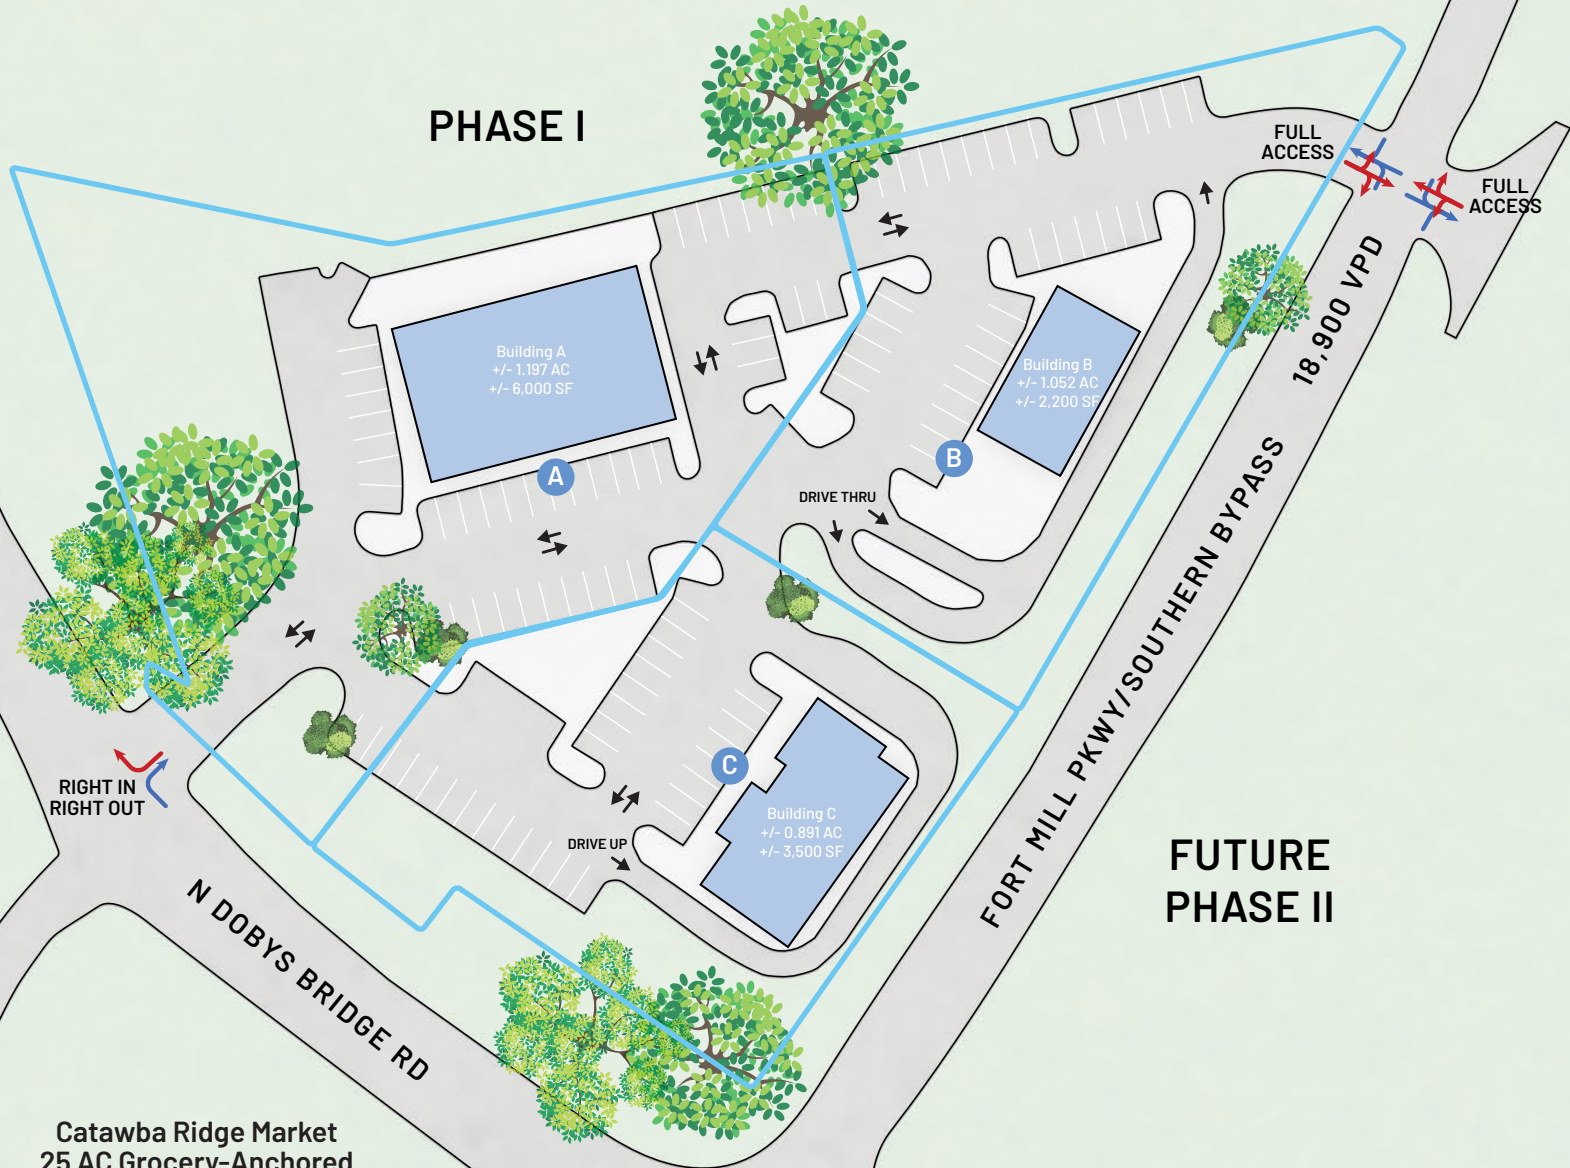 PHASE I
FULL
ACCESS
FULL
ACCESS
18,900 VPD
Building A
+/- 1.197 AC
+/- 6,000 SF
Building B
+/- 1.052 AC
+/- 2,200 SF
A
B
DRIVE THRU
FORT MILL PKWY/SOUTHERN BYPASS
C
RIGHT IN
RIGHT OUT
Building C
+/- 0.891 AC
+/- 3,500 SF
DRIVE UP
FUTURE
PHASE II
N DOBYS BRIDGE RD
Catawba Ridge Market
25 AC Grocery-Anchored